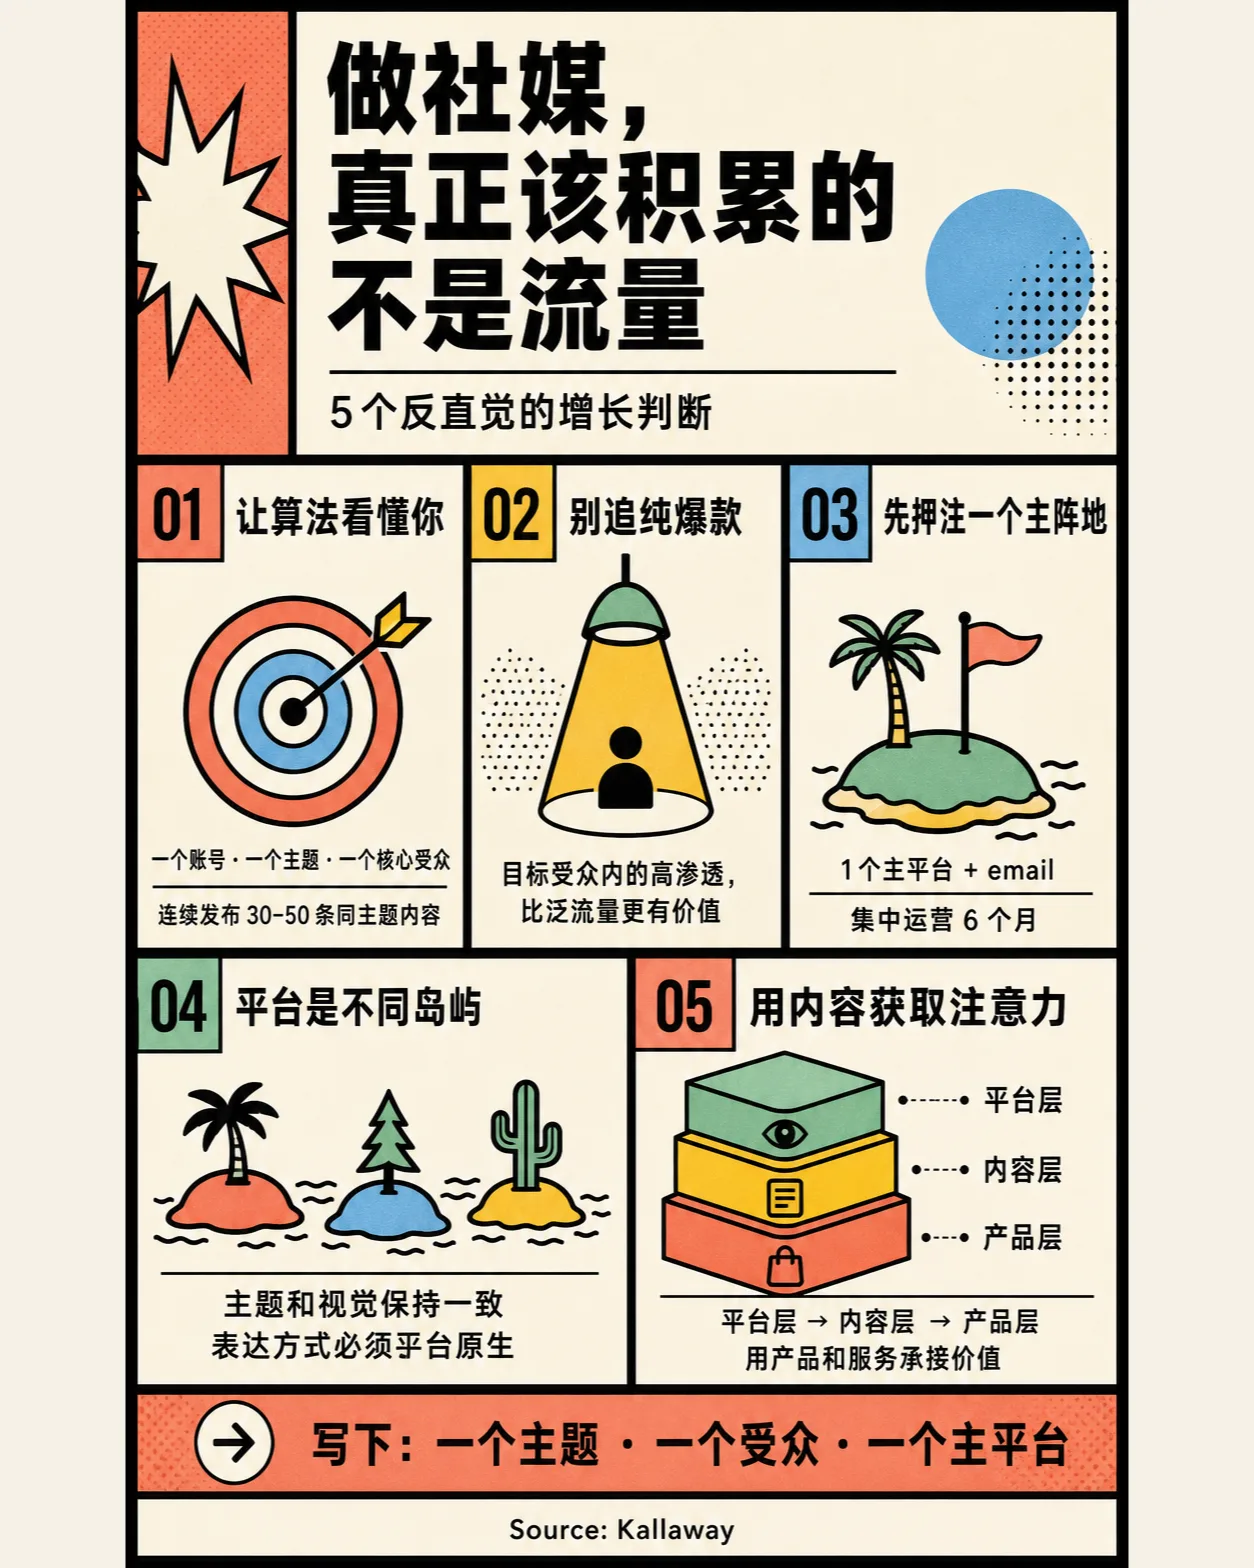 做社媒，
真正该积累的
不是流量
5个反直觉的增长判断
01 让算法看懂你
一个账号 · 一个主题 · 一个核心受众
连续发布 30-50 条同主题内容
02 别追纯爆款
目标受众内的高渗透，
比泛流量更有价值
03 先押注一个主阵地
1个主平台 + email
集中运营 6 个月
04 平台是不同岛屿
主题和视觉保持一致
表达方式必须平台原生
05 用内容获取注意力
平台层
内容层
产品层
平台层 → 内容层 → 产品层
用产品和服务承接价值
写下：一个主题 · 一个受众 · 一个主平台
Source: Kallaway